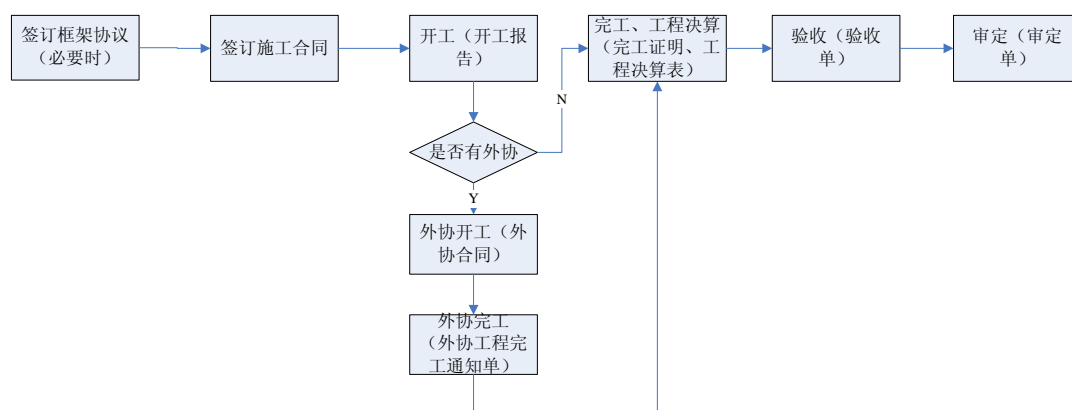 签订框架协议
（必要时）
签订施工合同
开工（开工报
告）
完工、工程决算
（完工证明、工
程决算表）
验收（验收
单）
审定（审定
单）
N
是否有外协
Y
外协开工（外
协合同）
外协完工
（外协工程完
工通知单）